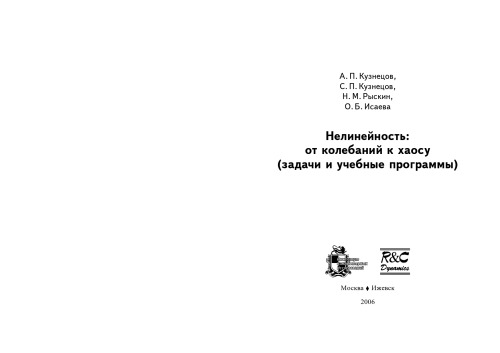 А. П. Кузнецов,
С. П. Кузнецов,
Н. М. Рыскин,
О. Б. Исаева
Нелинейность:
от колебаний к хаосу
(задачи и учебные программы)
R&C
Dynamics
Москва ♦ Ижевск
2006